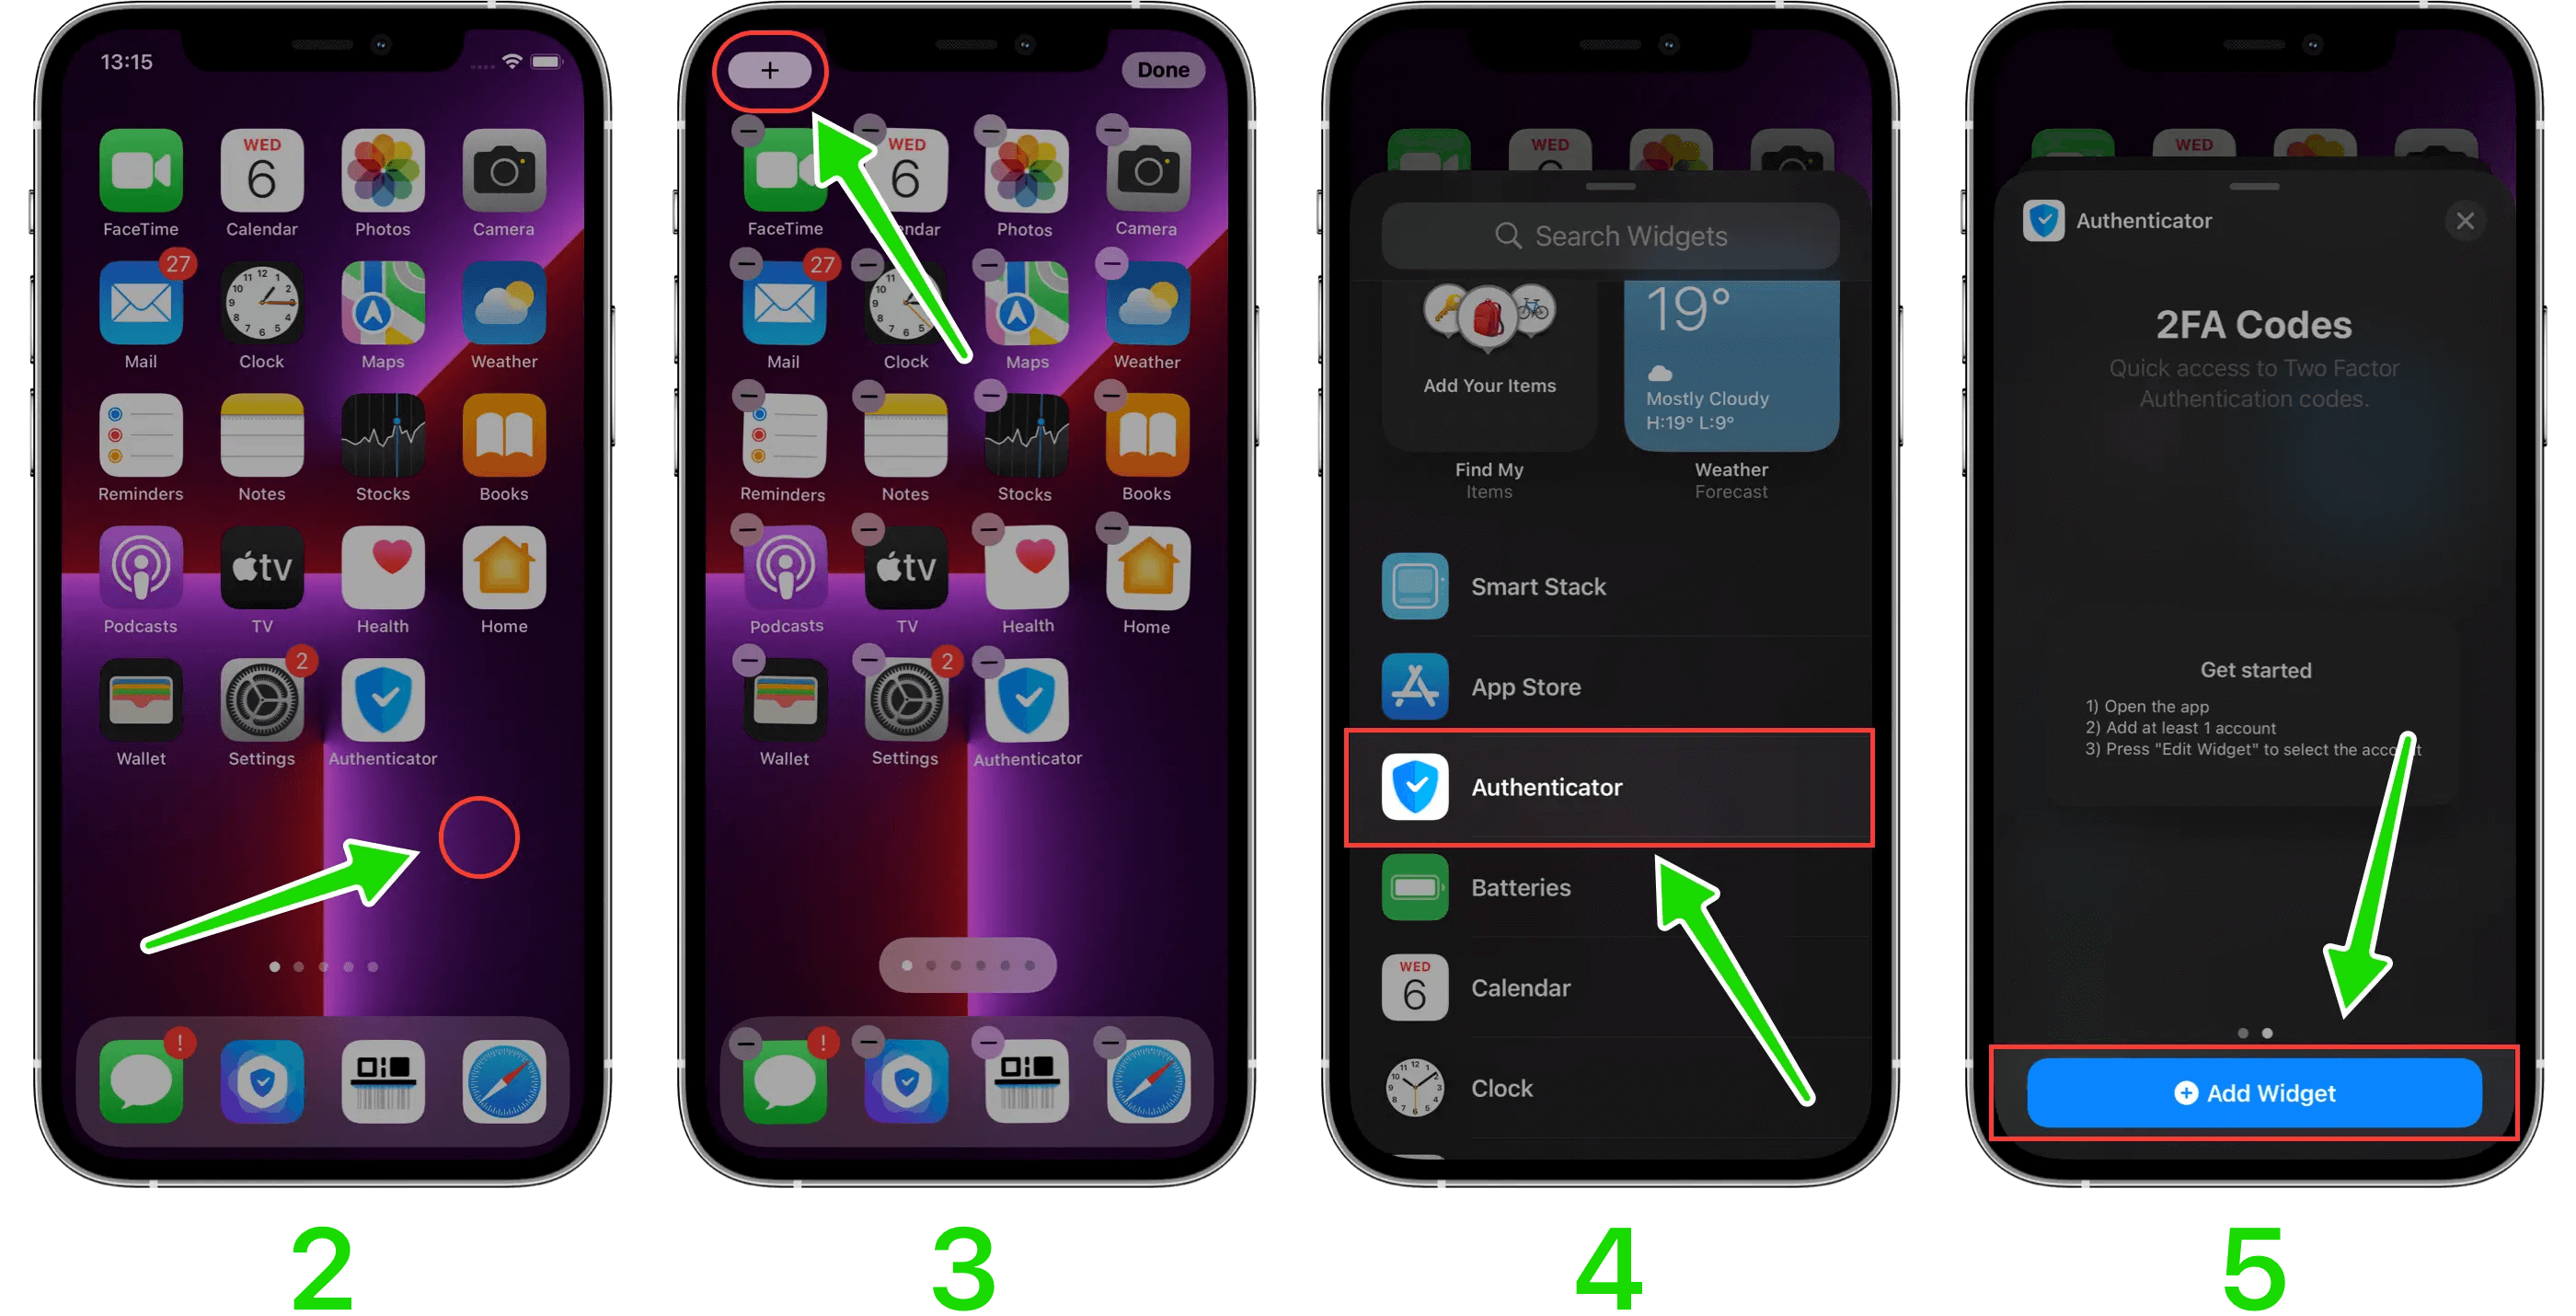 13:15
WED
6
FaceTime
Calendar
Photos
Camera
27
12
Mail
Clock
Maps
Weather
Reminders
Notes
Stocks
Books
tv
Podcasts
TV
Health
Home
2
Wallet
Settings
Authenticator
!
2
+
Done
WED
6
FaceTime
ndar
Photos
Camera
27
Mail
Clock
Maps
Weather
Reminders
Notes
Stocks
Books
tv
Podcasts
TV
Health
Home
2
Wallet
Settings
Authenticator
!
3
WED
Search Widgets
19°
Add Your Items
Mostly Cloudy
H:19° L:9°
Find My
Items
Weather
Forecast
Smart Stack
App Store
Authenticator
Batteries
WED
6
Calendar
Clock
4
WED
Authenticator
2FA Codes
Quick access to Two Factor
Authentication codes.
Get started
1) Open the app
2) Add at least 1 account
3) Press "Edit Widget" to select the acco t
Add Widget
5